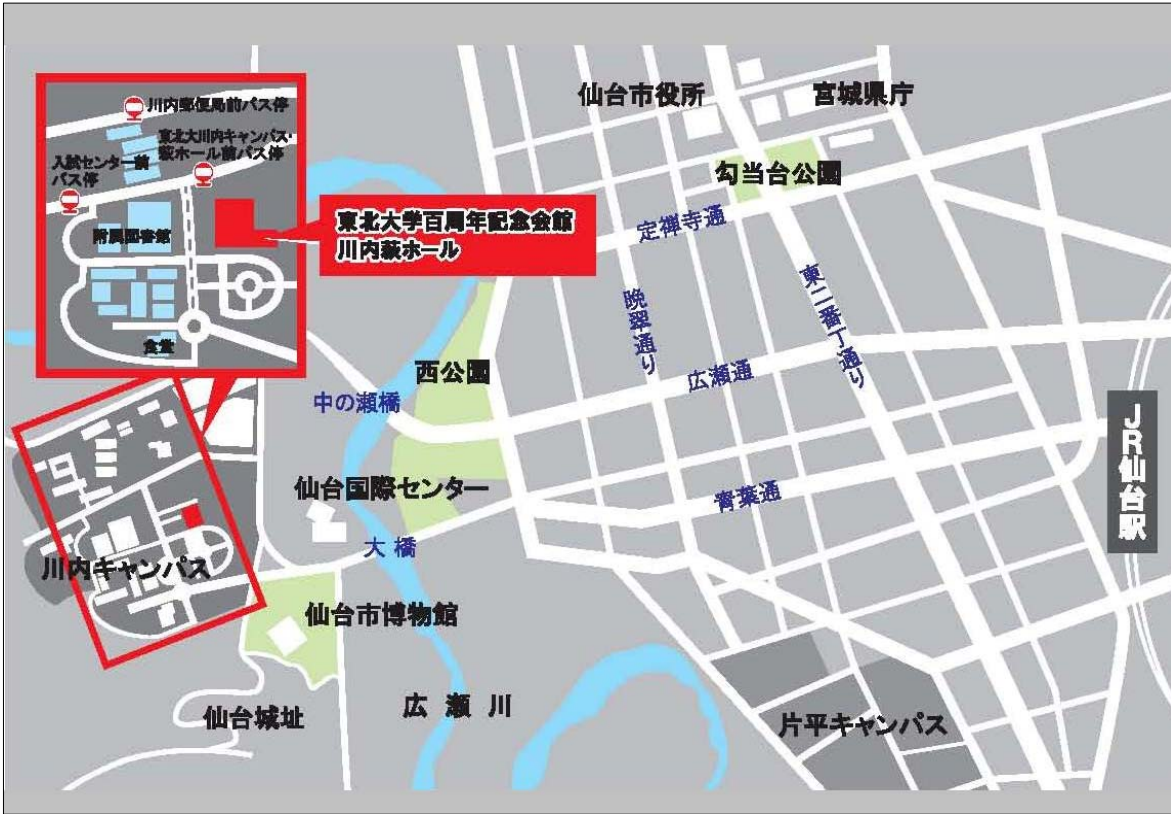 仙台市役所
宮城県庁
川内郵便局前バス停
東北大川内キャンパス・
萩ホール前バス停
入試センター前
バス停
勾当台公園
東北大学百周年記念会館
川内萩ホール
定禅寺通
附属図書館
晩翠通り
東二番丁通り
食堂
西公園
広瀬通
中の瀬橋
JR仙台駅
仙台国際センター
青葉通
大橋
川内キャンパス
仙台市博物館
広瀬川
仙台城址
片平キャンパス